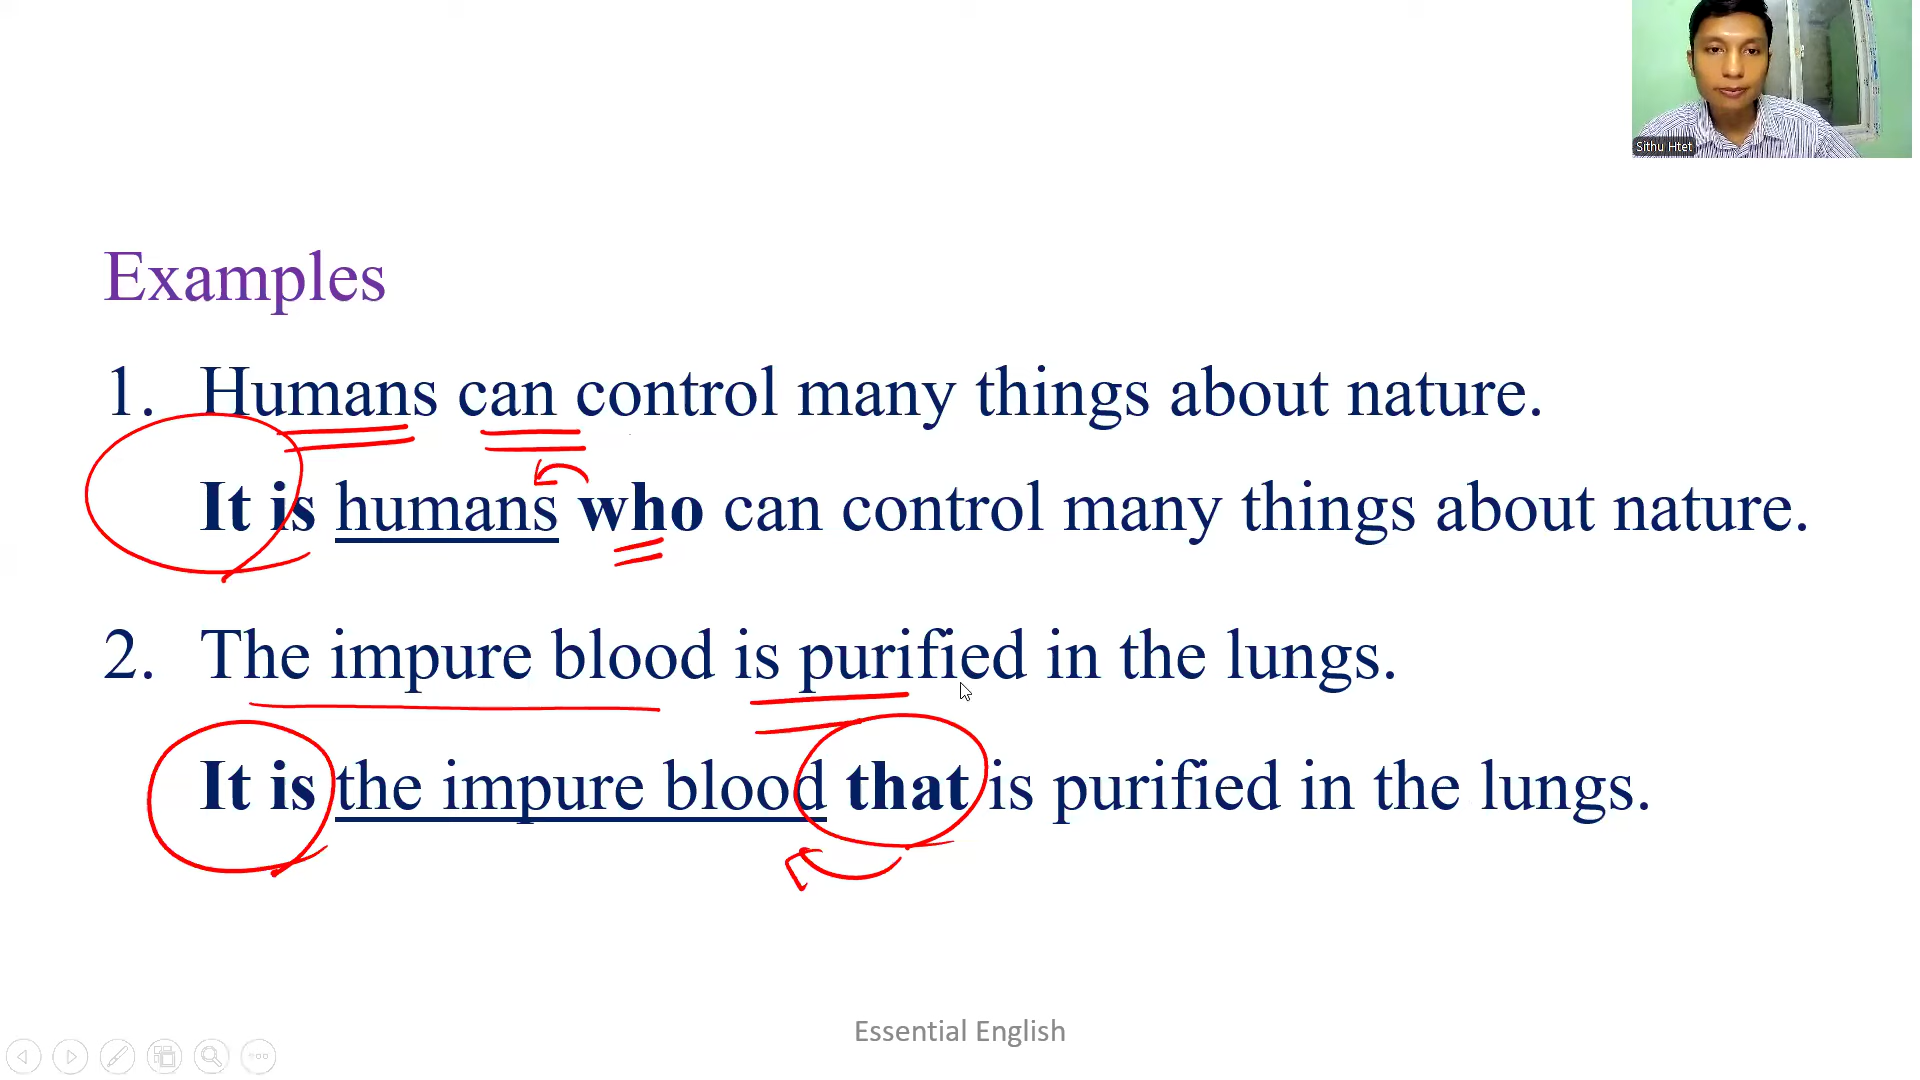 Sithu Htet
Examples
1. Humans can control many things about nature.
It is humans who can control many things about nature.
2. The impure blood is purified in the lungs.
It is the impure blood that is purified in the lungs.
Essential English